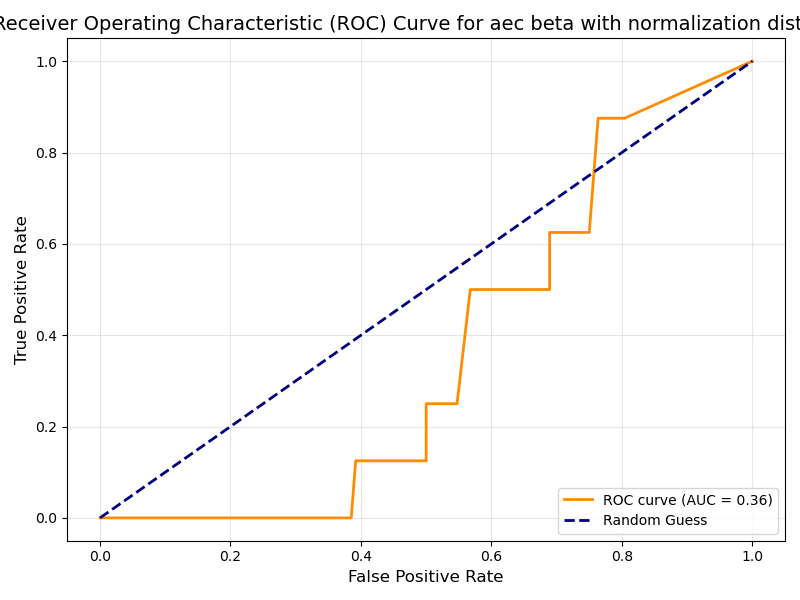 Receiver Operating Characteristic (ROC) Curve for aec beta with normalization dist
1.0
0.8
0.6
0.4
0.2
0.0
True Positive Rate
0.0 0.2 0.4 0.6 0.8 1.0
False Positive Rate
ROC curve (AUC = 0.36)
Random Guess